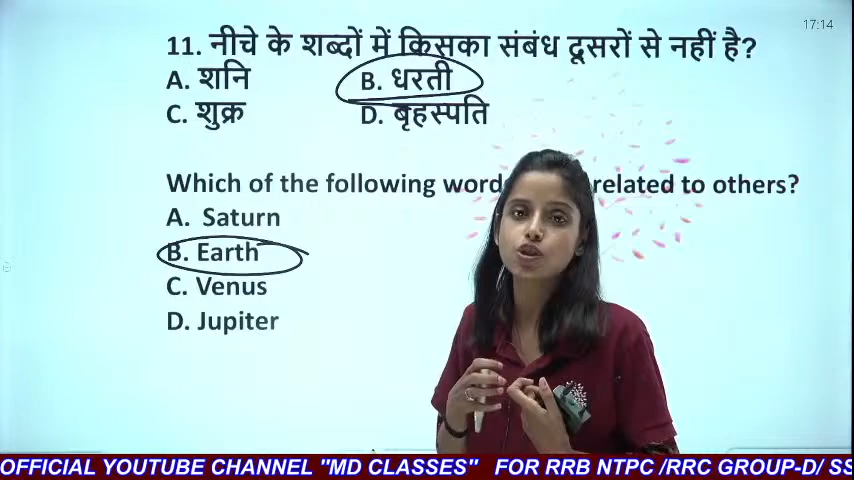 17:14
11. नीचे के शब्दों में किसका संबंध दूसरों से नहीं है?
A. शनि B. धरती
C. शुक्र D. बृहस्पति
Which of the following word related to others?
A. Saturn
B. Earth
C. Venus
D. Jupiter
OFFICIAL YOUTUBE CHANNEL "MD CLASSES" FOR RRB NTPC /RRC GROUP-D/ SS